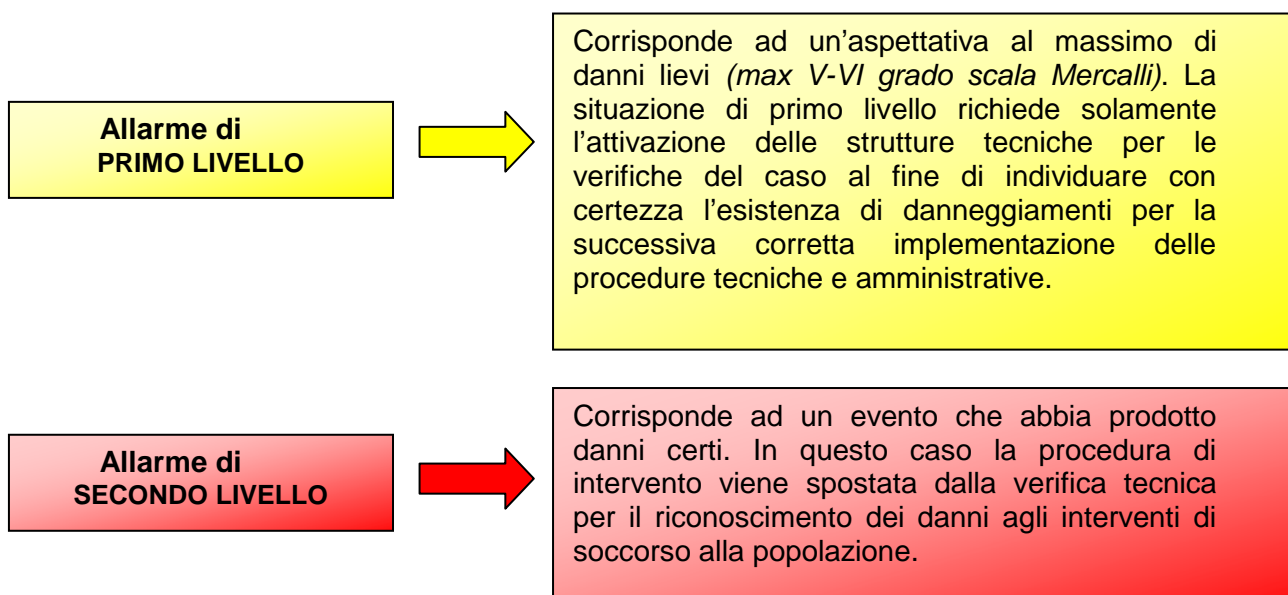 Allarme di
PRIMO LIVELLO
Corrisponde ad un'aspettativa al massimo di
danni lievi (max V-VI grado scala Mercalli). La
situazione di primo livello richiede solamente
l'attivazione delle strutture tecniche per le
verifiche del caso al fine di individuare con
certezza l'esistenza di danneggiamenti per la
successiva corretta implementazione delle
procedure tecniche e amministrative.
Allarme di
SECONDO LIVELLO
Corrisponde ad un evento che abbia prodotto
danni certi. In questo caso la procedura di
intervento viene spostata dalla verifica tecnica
per il riconoscimento dei danni agli interventi di
soccorso alla popolazione.